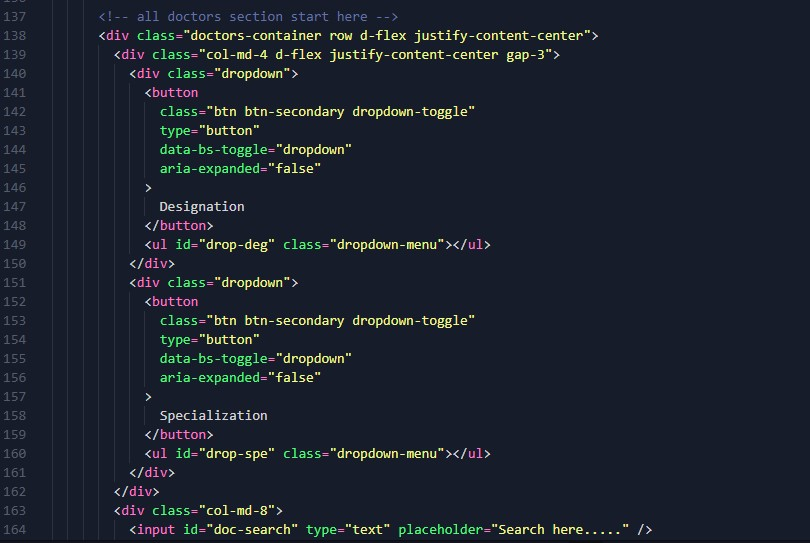 137 <!-- all doctors section start here -->
138 <div class="doctors-container row d-flex justify-content-center">
139 <div class="col-md-4 d-flex justify-content-center gap-3">
140 <div class="dropdown">
141 <button
142 class="btn btn-secondary dropdown-toggle"
143 type="button"
144 data-bs-toggle="dropdown"
145 aria-expanded="false"
146 >
147 Designation
148 </button>
149 <ul id="drop-deg" class="dropdown-menu"></ul>
150 </div>
151 <div class="dropdown">
152 <button
153 class="btn btn-secondary dropdown-toggle"
154 type="button"
155 data-bs-toggle="dropdown"
156 aria-expanded="false"
157 >
158 Specialization
159 </button>
160 <ul id="drop-spe" class="dropdown-menu"></ul>
161 </div>
162 </div>
163 <div class="col-md-8">
164 <input id="doc-search" type="text" placeholder="Search here....." />